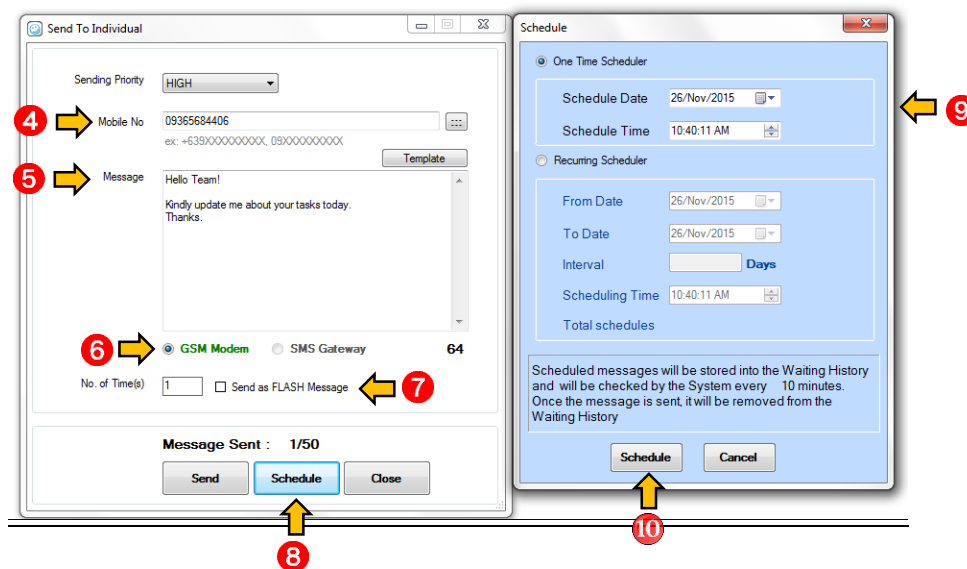 Send To Individual
Sending Priority
HIGH
4
Mobile No
09365684406
ex: +639XXXXXXXXX, 09XXXXXXXXX
Template
5
Message
Hello Team!
Kindly update me about your tasks today.
Thanks.
6
GSM Modem
SMS Gateway
64
No. of Time(s)
1
Send as FLASH Message
7
Message Sent : 1/50
Send
Schedule
Close
8
Schedule
One Time Scheduler
Schedule Date
26/Nov/2015
9
Schedule Time
10:40:11 AM
Recurring Scheduler
From Date
26/Nov/2015
To Date
26/Nov/2015
Interval
Days
Scheduling Time
10:40:11 AM
Total schedules
Scheduled messages will be stored into the Waiting History
and will be checked by the System every 10 minutes.
Once the message is sent, it will be removed from the
Waiting History
Schedule
Cancel
10